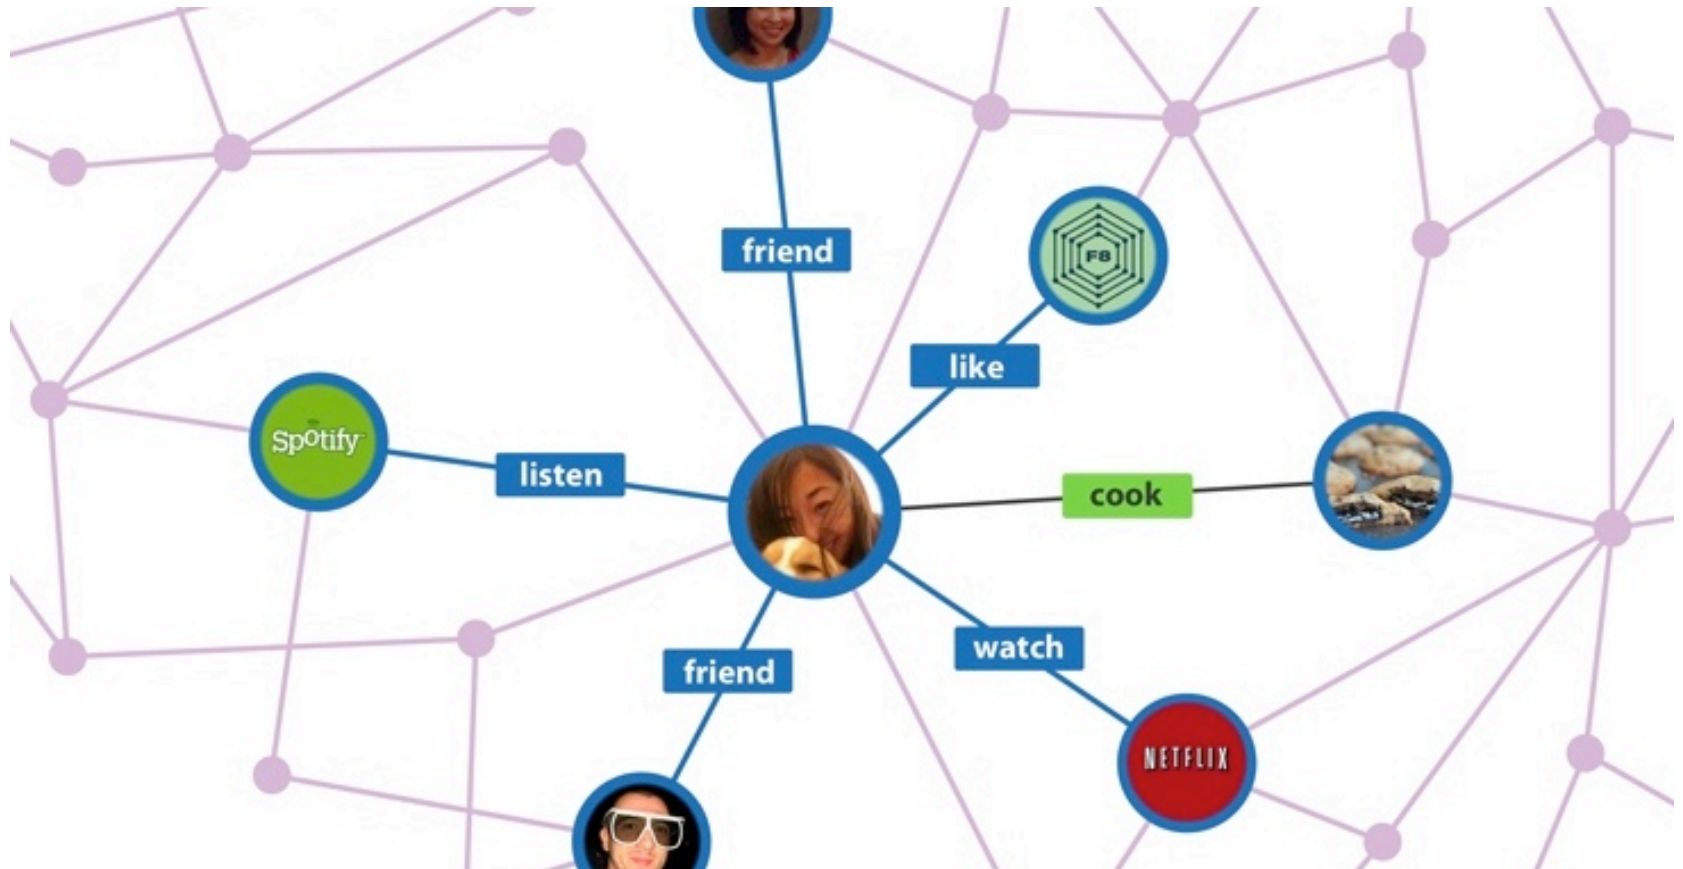 friend
F8
like
Spotify
listen
cook
friend
watch
NETFLIX